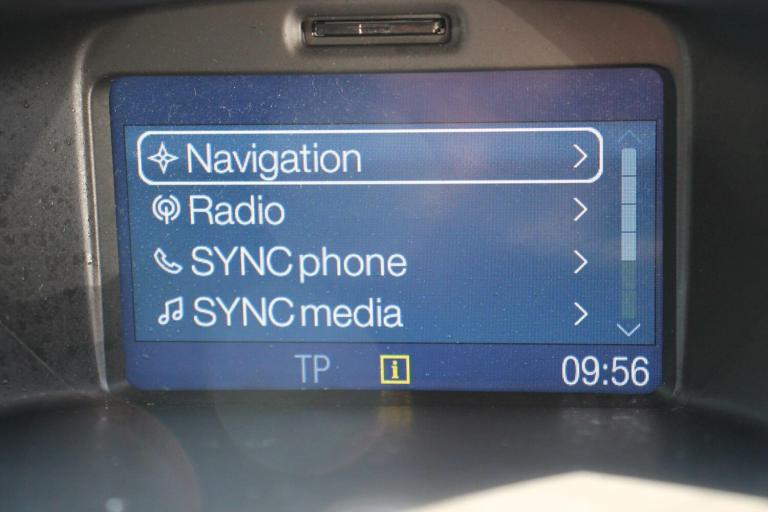 Navigation
Radio
SYNC phone
SYNC media
TP i 09:56